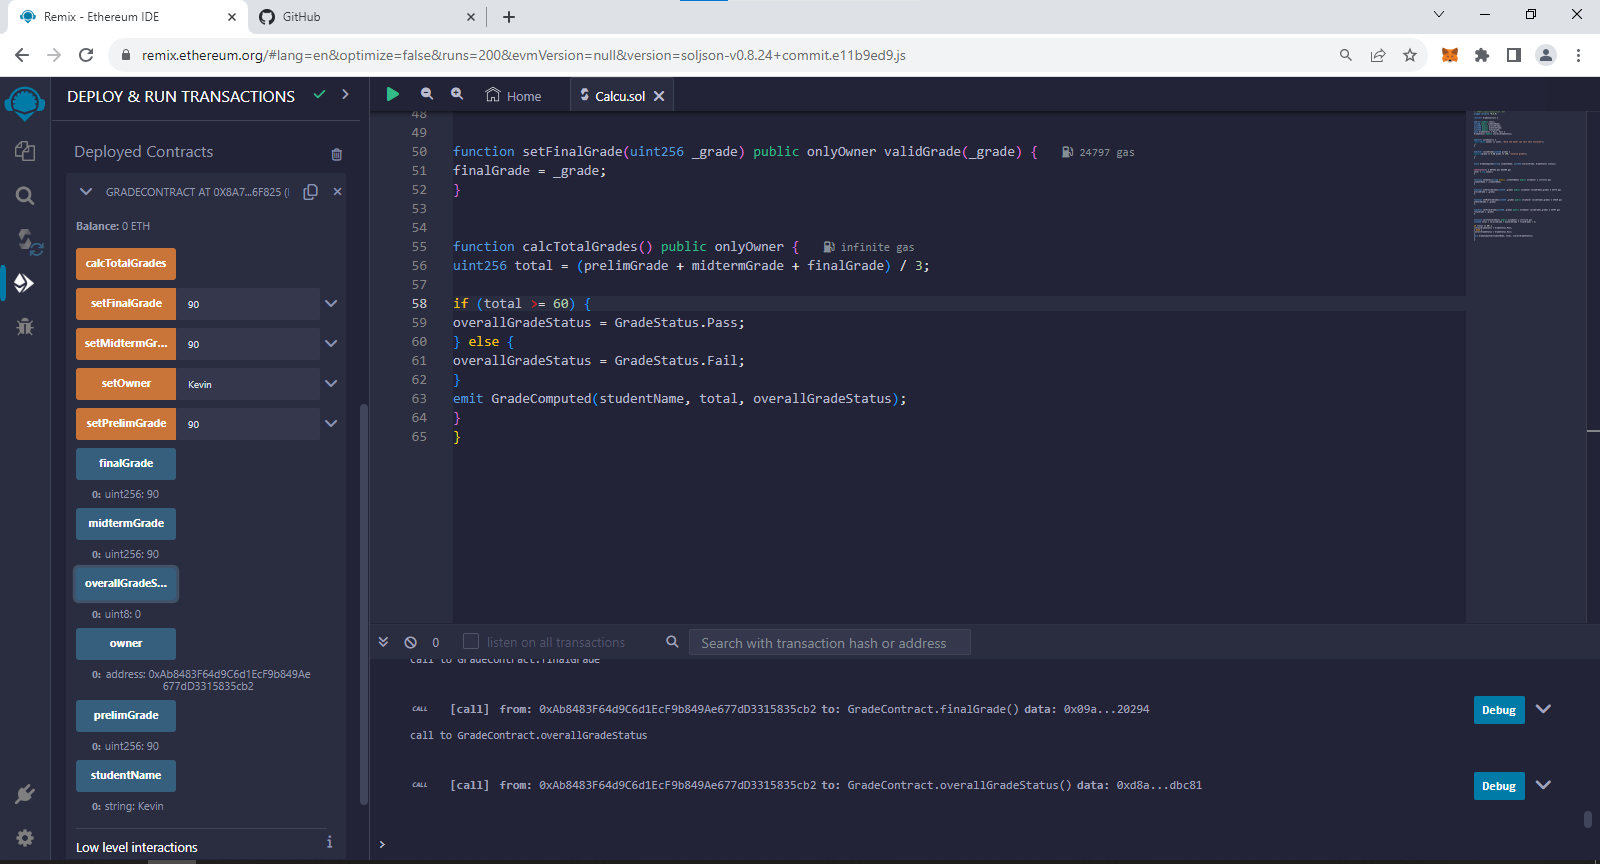 Remix - Ethereum IDE
GitHub
remix.ethereum.org/#lang=en&optimize=false&runs=200&evmVersion=null&version=soljson-v0.8.24+commit.e11b9ed9.js
DEPLOY & RUN TRANSACTIONS
Home
Calcu.sol
Deployed Contracts
GRADECONTRACT AT 0X8A7...6F825 (
Balance: 0 ETH
calcTotalGrades
setFinalGrade 90
setMidtermGr... 90
setOwner Kevin
setPrelimGrade 90
finalGrade
0: uint256: 90
midtermGrade
0: uint256: 90
overallGradeS...
0: uint8: 0
owner
0: address: 0xAb8483F64d9C6d1EcF9b849Ae
677dD3315835cb2
prelimGrade
0: uint256: 90
studentName
0: string: Kevin
Low level interactions
48
49
50 function setFinalGrade(uint256 _grade) public onlyOwner validGrade(_grade) { 24797 gas
51 finalGrade = _grade;
52 }
53
54
55 function calcTotalGrades() public onlyOwner { infinite gas
56 uint256 total = (prelimGrade + midtermGrade + finalGrade) / 3;
57
58 if (total >= 60) {
59 overallGradeStatus = GradeStatus.Pass;
60 } else {
61 overallGradeStatus = GradeStatus.Fail;
62 }
63 emit GradeComputed(studentName, total, overallGradeStatus);
64 }
65 }
0 listen on all transactions Search with transaction hash or address
call to GradeContract.finalGrade
CALL [call] from: 0xAb8483F64d9C6d1EcF9b849Ae677dD3315835cb2 to: GradeContract.finalGrade() data: 0x09a...20294 Debug
call to GradeContract.overallGradeStatus
CALL [call] from: 0xAb8483F64d9C6d1EcF9b849Ae677dD3315835cb2 to: GradeContract.overallGradeStatus() data: 0xd8a...dbc81 Debug
>